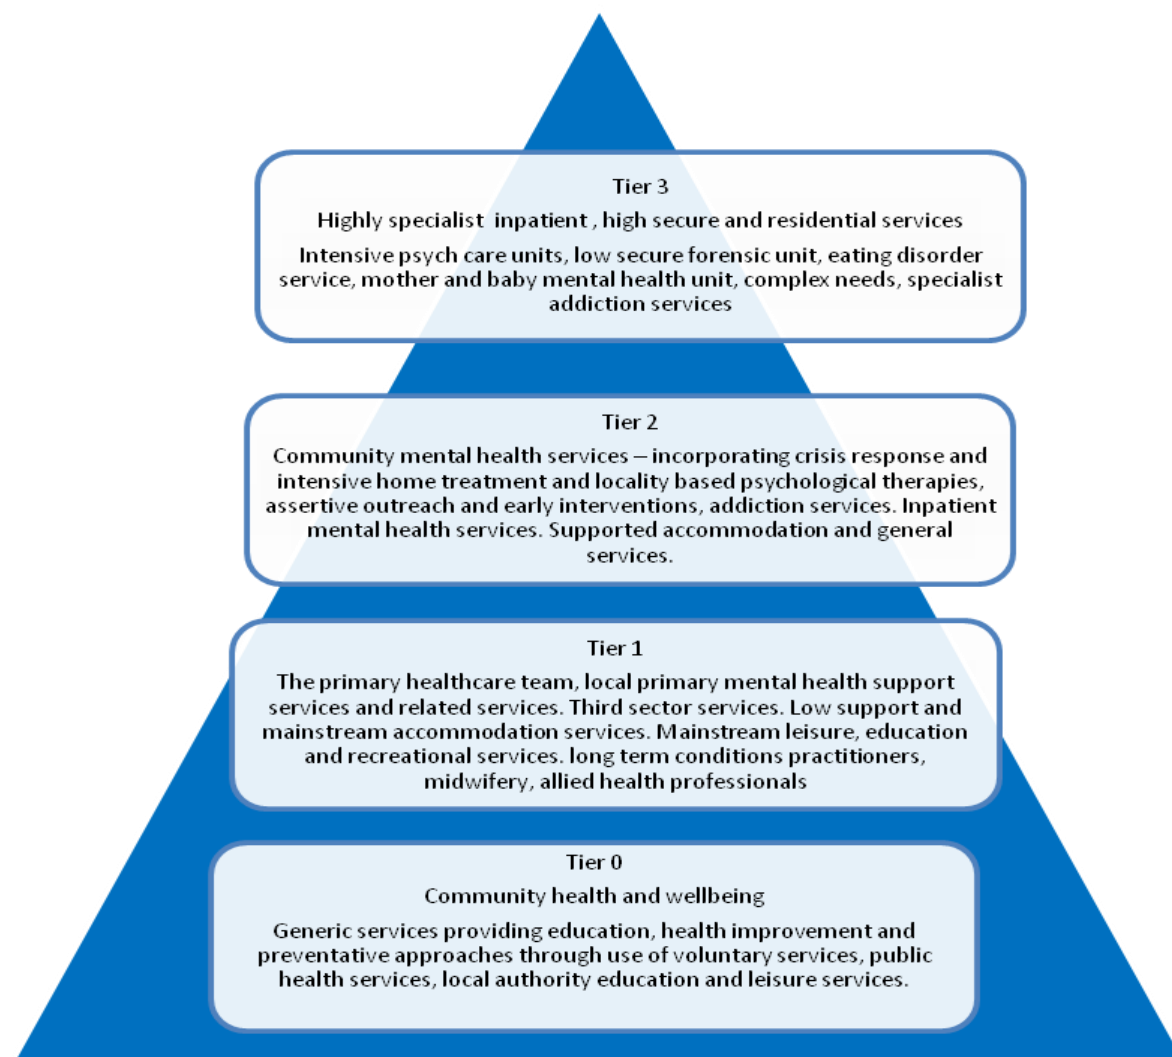 Tier 3
Highly specialist inpatient , high secure and residential services
Intensive psych care units, low secure forensic unit, eating disorder
service, mother and baby mental health unit, complex needs, specialist
addiction services
Tier 2
Community mental health services – incorporating crisis response and
intensive home treatment and locality based psychological therapies,
assertive outreach and early interventions, addiction services. Inpatient
mental health services. Supported accommodation and general
services.
Tier 1
The primary healthcare team, local primary mental health support
services and related services. Third sector services. Low support and
mainstream accommodation services. Mainstream leisure, education
and recreational services. long term conditions practitioners,
midwifery, allied health professionals
Tier 0
Community health and wellbeing
Generic services providing education, health improvement and
preventative approaches through use of voluntary services, public
health services, local authority education and leisure services.